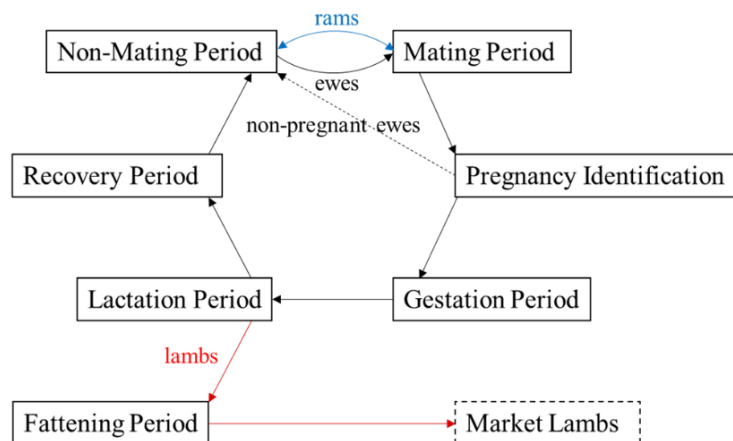 rams
Non-Mating Period
Mating Period
ewes
non-pregnant ewes
Recovery Period
Pregnancy Identification
Lactation Period
Gestation Period
lambs
Fattening Period
Market Lambs